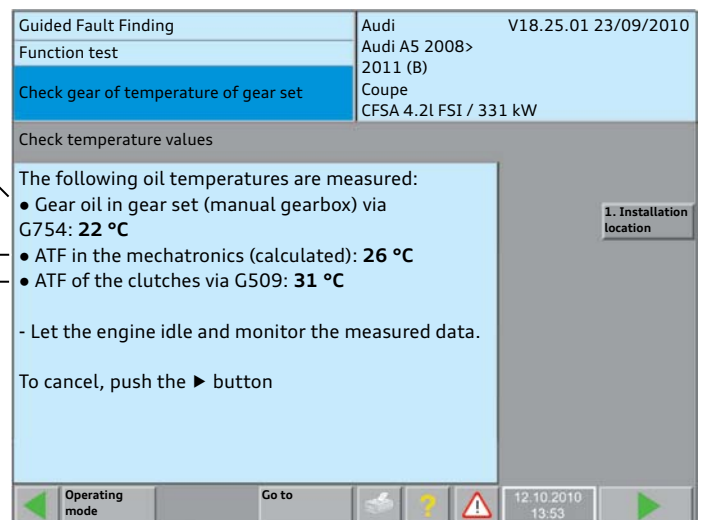 Guided Fault Finding
Function test
Check gear of temperature of gear set
Audi V18.25.01 23/09/2010
Audi A5 2008>
2011 (B)
Coupe
CFSA 4.2l FSI / 331 kW
Check temperature values
The following oil temperatures are measured:
● Gear oil in gear set (manual gearbox) via
G754: 22 °C
● ATF in the mechatronics (calculated): 26 °C
● ATF of the clutches via G509: 31 °C
- Let the engine idle and monitor the measured data.
To cancel, push the ▶ button
1. Installation
location
Operating
mode
Go to
?
12.10.2010
13:53